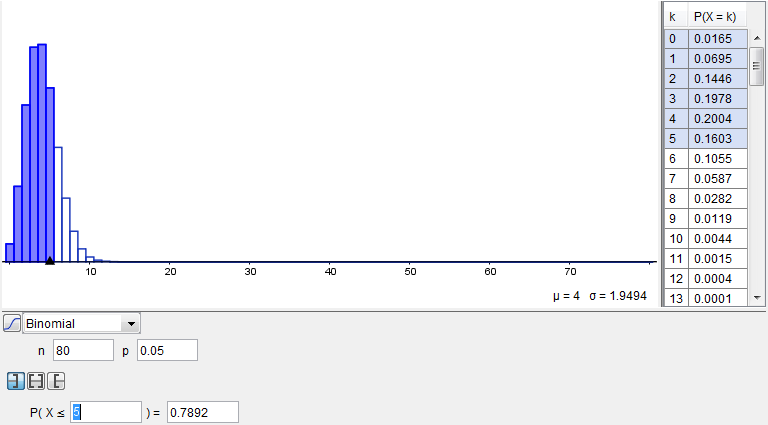 k P(X = k)
0 0.0165
1 0.0695
2 0.1446
3 0.1978
4 0.2004
5 0.1603
6 0.1055
7 0.0587
8 0.0282
9 0.0119
10 0.0044
11 0.0015
12 0.0004
13 0.0001
10 20 30 40 50 60 70
μ = 4 σ = 1.9494
Binomial
n 80 p 0.05
P( X ≤ 5 ) = 0.7892